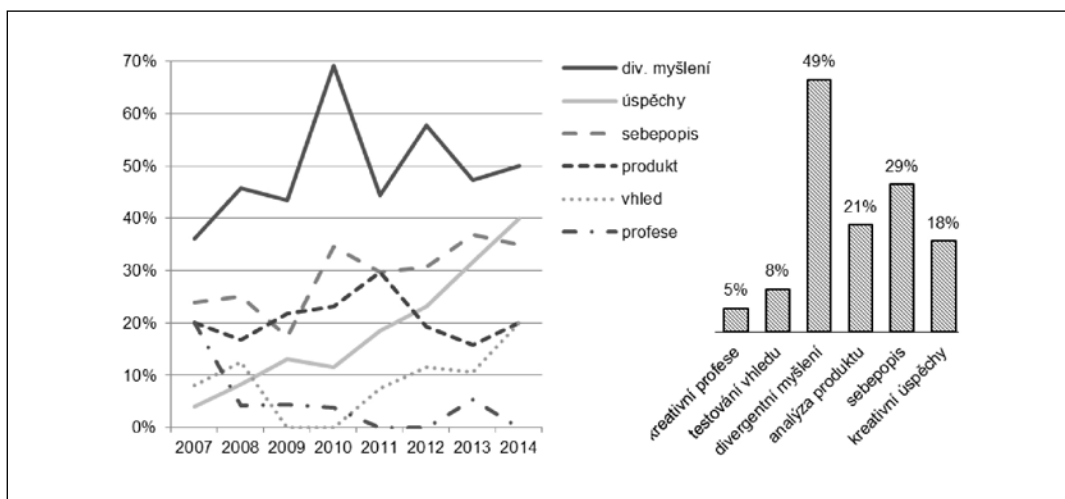 70%
60%
50%
40%
30%
20%
10%
0%
2007 2008 2009 2010 2011 2012 2013 2014
div. myšlení
úspěchy
sebepopis
produkt
vhled
profese
5%
8%
49%
21%
29%
18%
kreativní profese
testování vhledu
divergentní myšlení
analýza produktu
sebepopis
kreativní úspěchy